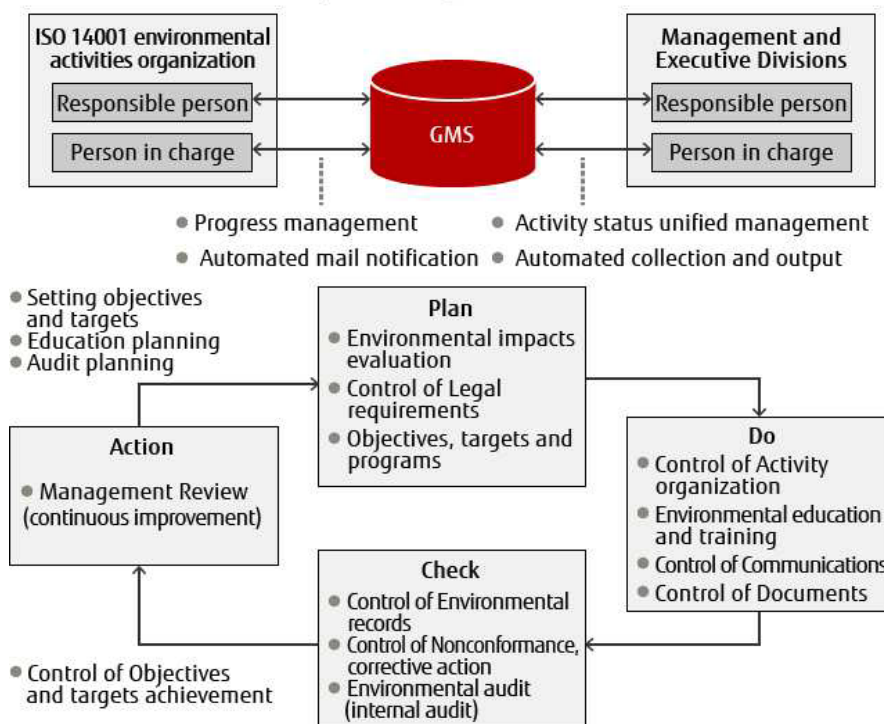 ISO 14001 environmental
activities organization
Responsible person
Person in charge
GMS
Management and
Executive Divisions
Responsible person
Person in charge
Progress management
Activity status unified management
Automated mail notification
Automated collection and output
Setting objectives
and targets
Education planning
Audit planning
Plan
Environmental impacts
evaluation
Control of Legal
requirements
Objectives, targets and
programs
Do
Control of Activity
organization
Environmental education
and training
Control of Communications
Control of Documents
Action
Management Review
(continuous improvement)
Check
Control of Environmental
records
Control of Nonconformance,
corrective action
Environmental audit
(internal audit)
Control of Objectives
and targets achievement